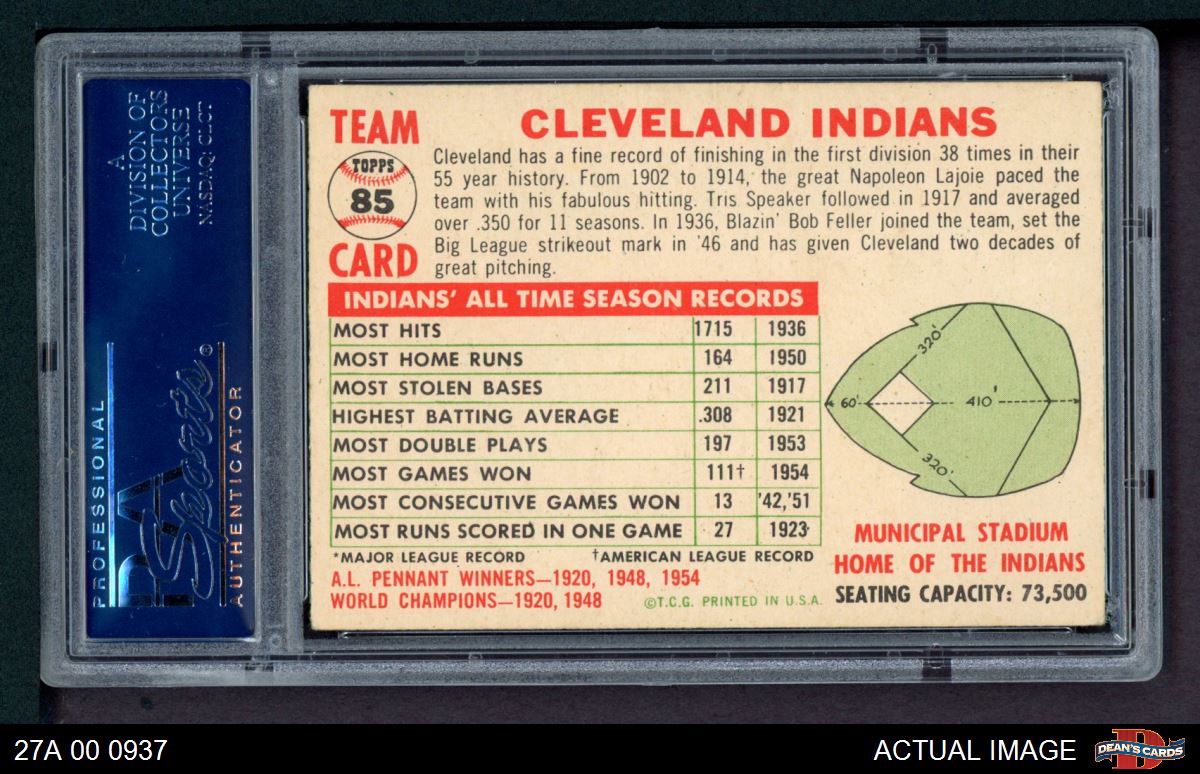 A
DIVISION OF
COLLECTORS
UNIVERSE
NASDAQ: CLCT
PROFESSIONAL
PSA
Sports®
AUTHENTICATOR
TEAM
TOPPS
85
CARD
CLEVELAND INDIANS
Cleveland has a fine record of finishing in the first division 38 times in their
55 year history. From 1902 to 1914, the great Napoleon Lajoie paced the
team with his fabulous hitting. Tris Speaker followed in 1917 and averaged
over .350 for 11 seasons. In 1936, Blazin' Bob Feller joined the team, set the
Big League strikeout mark in '46 and has given Cleveland two decades of
great pitching.
INDIANS' ALL TIME SEASON RECORDS
MOST HITS 1715 1936
MOST HOME RUNS 164 1950
MOST STOLEN BASES 211 1917
HIGHEST BATTING AVERAGE .308 1921
MOST DOUBLE PLAYS 197 1953
MOST GAMES WON 111† 1954
MOST CONSECUTIVE GAMES WON 13 '42,'51
MOST RUNS SCORED IN ONE GAME 27 1923
*MAJOR LEAGUE RECORD †AMERICAN LEAGUE RECORD
A.L. PENNANT WINNERS—1920, 1948, 1954
WORLD CHAMPIONS—1920, 1948
©T.C.G. PRINTED IN U.S.A.
320'
60'
410'
320'
MUNICIPAL STADIUM
HOME OF THE INDIANS
SEATING CAPACITY: 73,500
27A 00 0937
ACTUAL IMAGE
DEAN'S CARDS